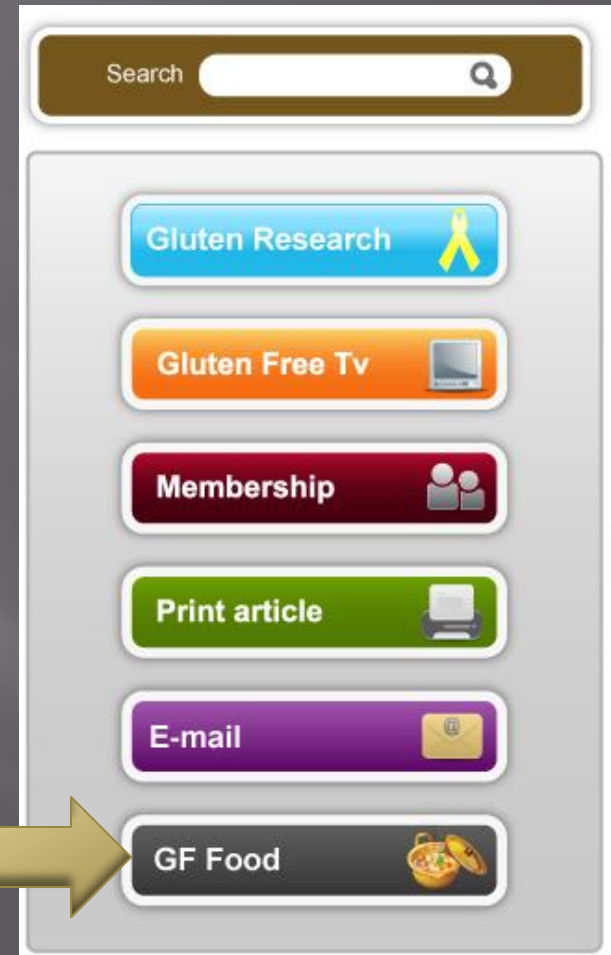 Search
Gluten Research
Gluten Free Tv
Membership
Print article
E-mail
GF Food